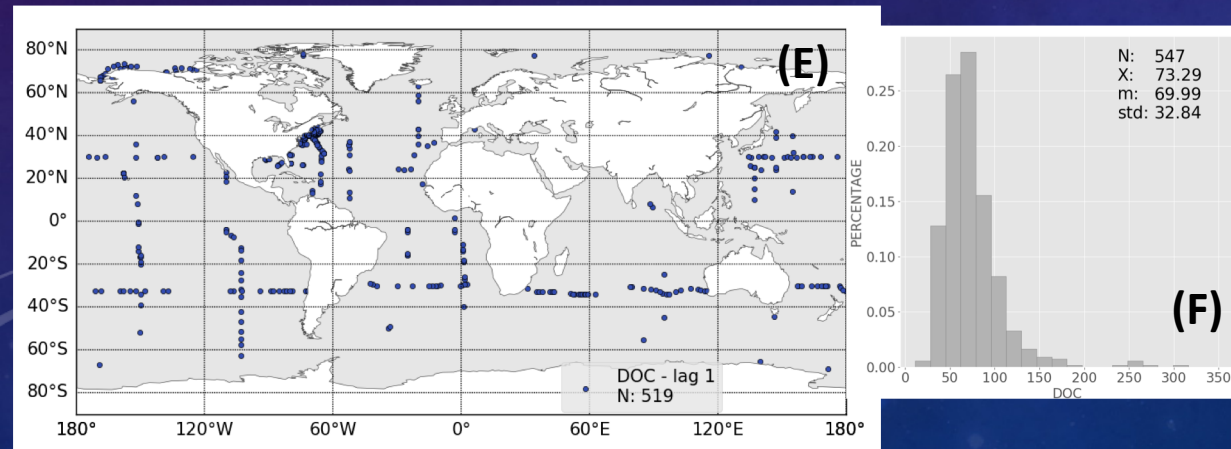 80°N
60°N
40°N
20°N
0°
20°S
40°S
60°S
80°S
180°
120°W
60°W
0°
60°E
120°E
180°
(E)
DOC - lag 1
N: 519
PERCENTAGE
0.25
0.20
0.15
0.10
0.05
0.00
0
50
100
150
200
250
300
350
DOC
N: 547
X: 73.29
m: 69.99
std: 32.84
(F)